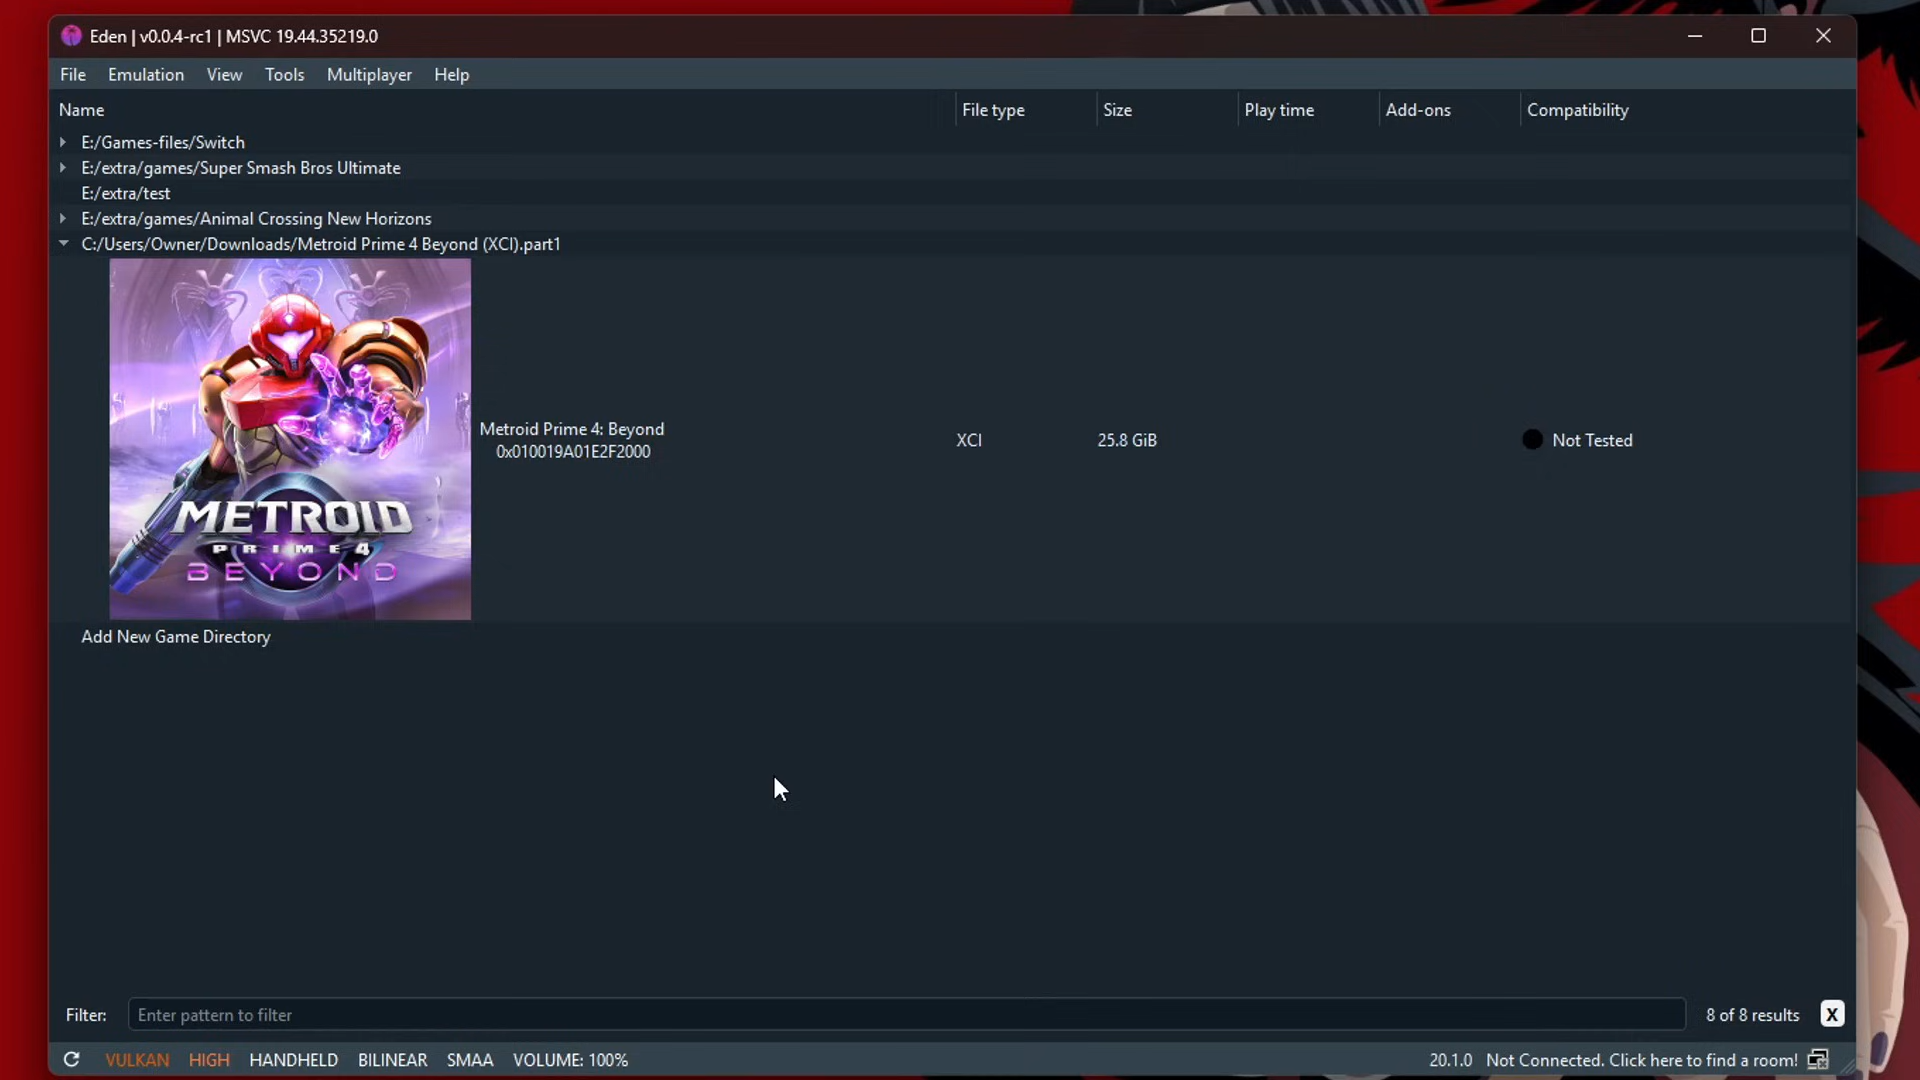 Eden | v0.0.4-rc1 | MSVC 19.44.35219.0
File Emulation View Tools Multiplayer Help
Name File type Size Play time Add-ons Compatibility
E:/Games-files/Switch
E:/extra/games/Super Smash Bros Ultimate
E:/extra/test
E:/extra/games/Animal Crossing New Horizons
C:/Users/Owner/Downloads/Metroid Prime 4 Beyond (XCI).part1
METROID
PRIME 4
BEYOND
Metroid Prime 4: Beyond
0x010019A01E2F2000
XCI 25.8 GiB Not Tested
Add New Game Directory
Filter: Enter pattern to filter 8 of 8 results X
VULKAN HIGH HANDHELD BILINEAR SMAA VOLUME: 100% 20.1.0 Not Connected. Click here to find a room!